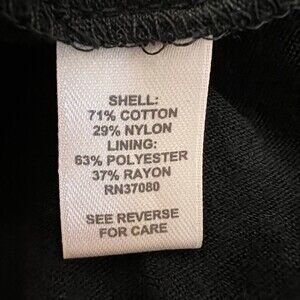 SHELL:
71% COTTON
29% NYLON
LINING:
63% POLYESTER
37% RAYON
RN37080
SEE REVERSE
FOR CARE